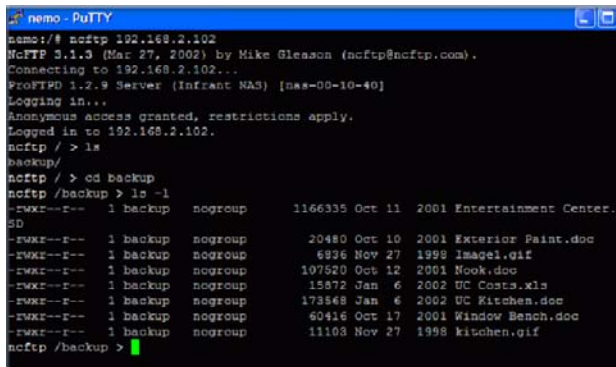 nemo - PuTTY
nemo:/# ncftp 192.168.2.102
NcFTP 3.1.3 (Mar 27, 2002) by Mike Gleason (ncftp@ncftp.com).
Connecting to 192.168.2.102...
ProFTPD 1.2.9 Server (Infrant NAS) [nas-00-10-40]
Logging in...
Anonymous access granted, restrictions apply.
Logged in to 192.168.2.102.
ncftp / > ls
backup/
ncftp / > cd backup
ncftp /backup > ls -l
-rwxr--r-- 1 backup nogroup 1166335 Oct 11 2001 Entertainment Center.
SD
-rwxr--r-- 1 backup nogroup 20480 Oct 10 2001 Exterior Paint.doc
-rwxr--r-- 1 backup nogroup 6836 Nov 27 1998 Image1.gif
-rwxr--r-- 1 backup nogroup 107520 Oct 12 2001 Nook.doc
-rwxr--r-- 1 backup nogroup 15872 Jan 6 2002 UC Costs.xls
-rwxr--r-- 1 backup nogroup 173568 Jan 6 2002 UC Kitchen.doc
-rwxr--r-- 1 backup nogroup 60416 Oct 17 2001 Window Bench.doc
-rwxr--r-- 1 backup nogroup 11103 Nov 27 1998 kitchen.gif
ncftp /backup >